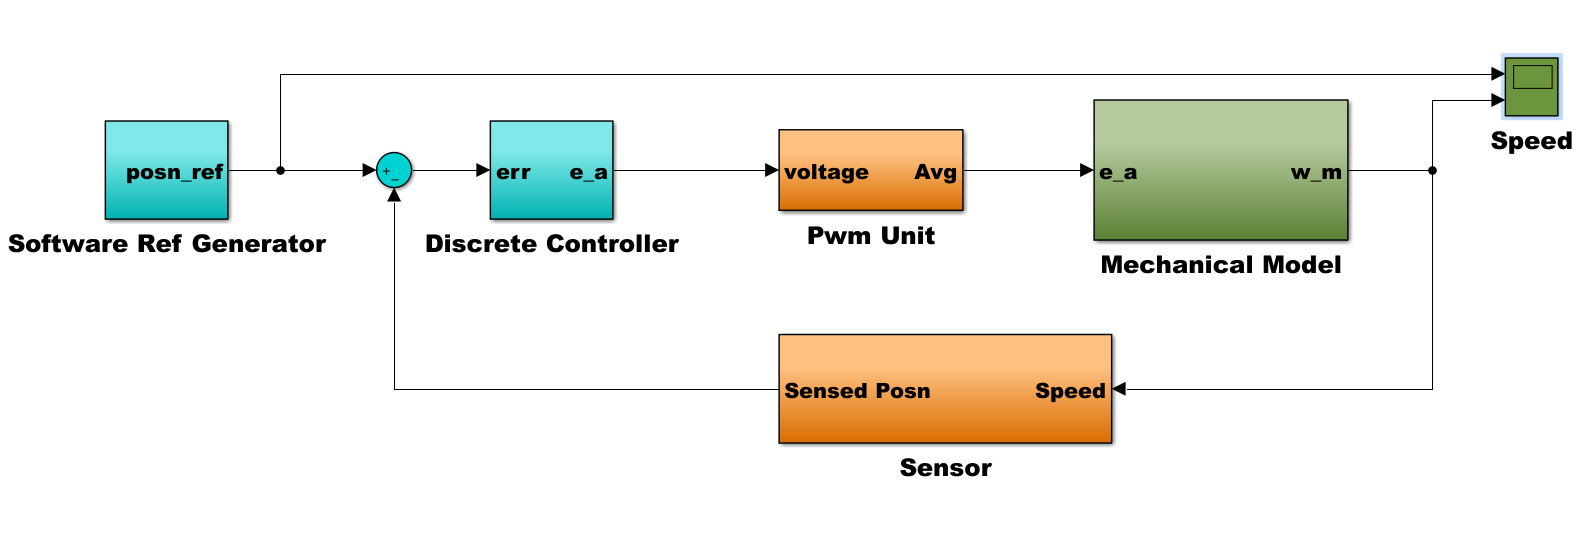 Speed
posn_ref
+
_
err e_a
voltage Avg
e_a w_m
Software Ref Generator
Discrete Controller
Pwm Unit
Mechanical Model
Sensed Posn Speed
Sensor